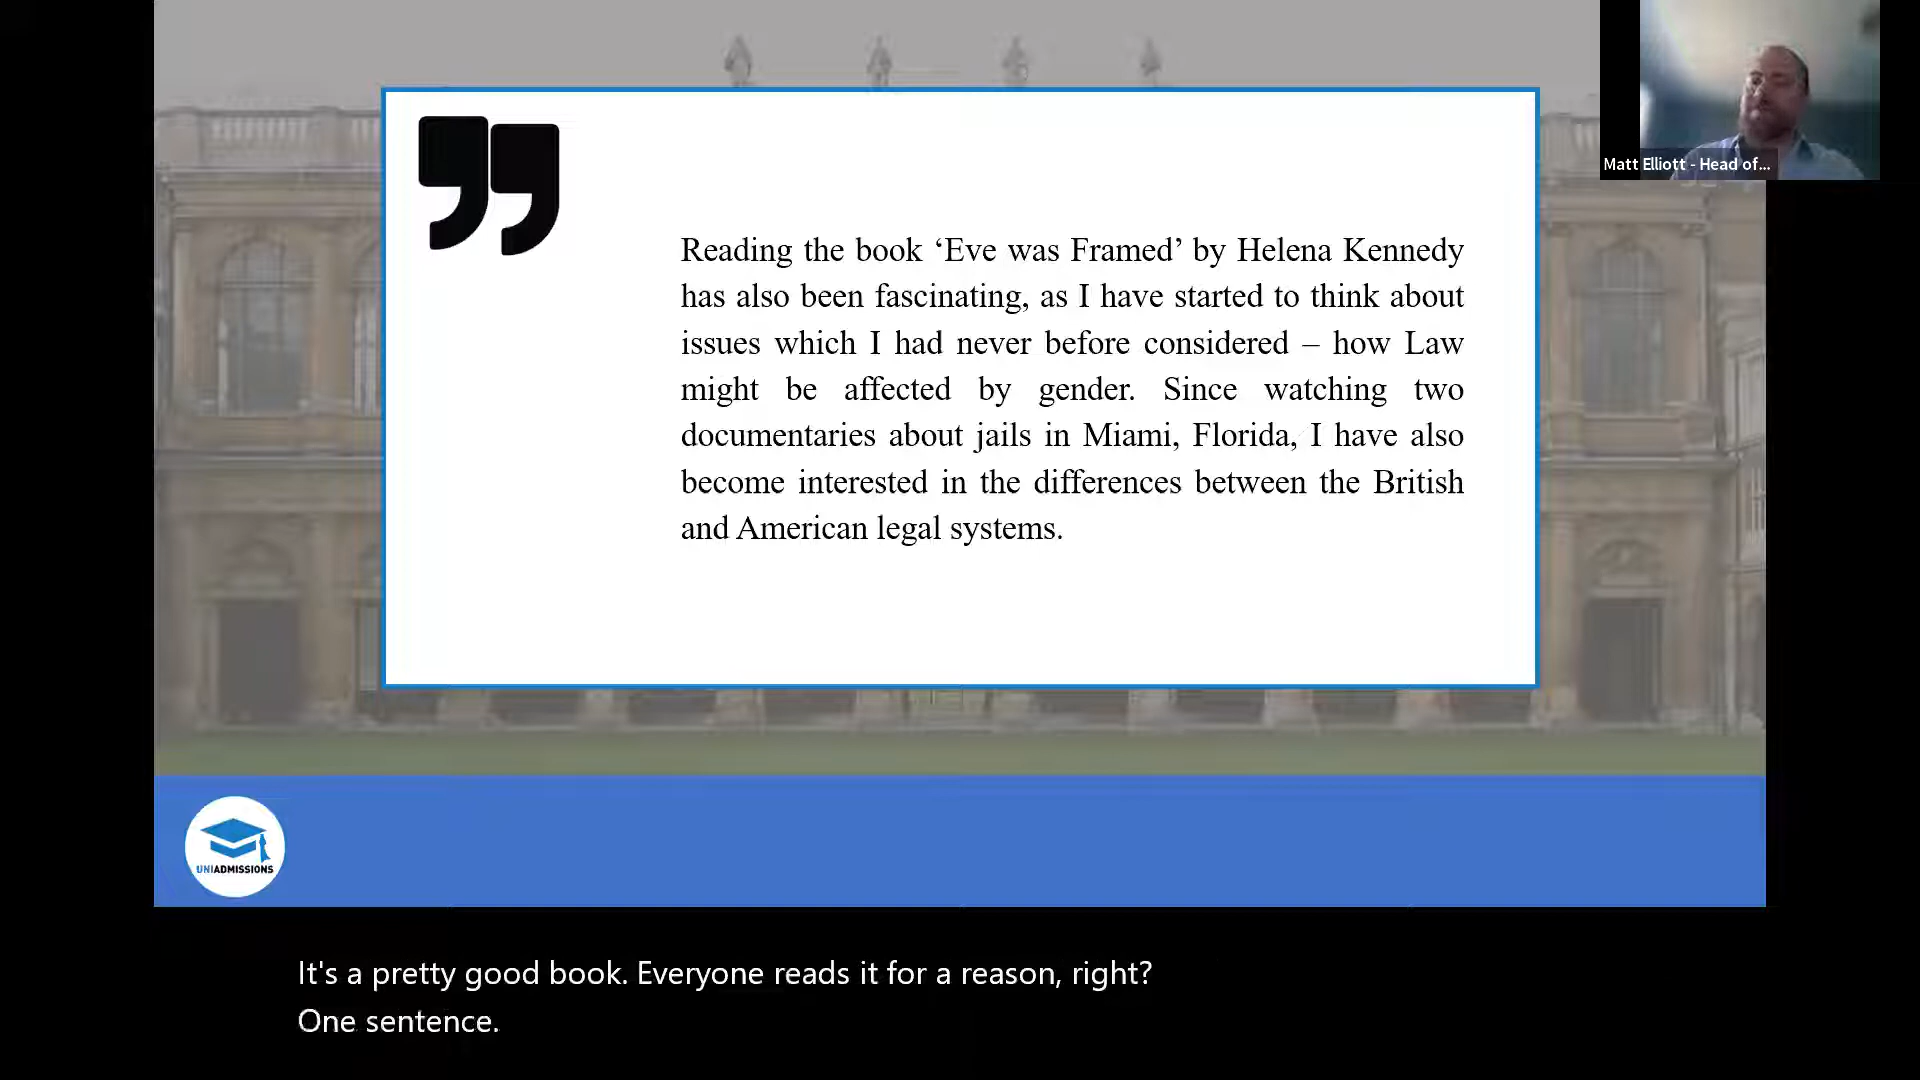 Matt Elliott - Head of...
Reading the book ‘Eve was Framed’ by Helena Kennedy
has also been fascinating, as I have started to think about
issues which I had never before considered – how Law
might be affected by gender. Since watching two
documentaries about jails in Miami, Florida, I have also
become interested in the differences between the British
and American legal systems.
UNIADMISSIONS
It's a pretty good book. Everyone reads it for a reason, right?
One sentence.